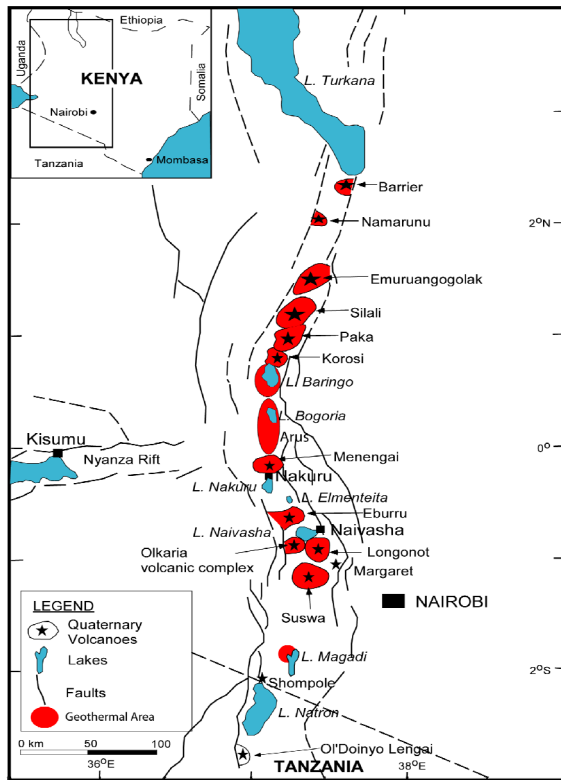 Ethiopia
Uganda
KENYA
Somalia
Nairobi
Tanzania
Mombasa
L. Turkana
Barrier
Namarunu
2°N
Emuruangogolak
Silali
Paka
Korosi
L. Baringo
L. Bogoria
Arus
Kisumu
Nyanza Rift
0°
Menengai
Nakuru
L. Nakuru
L. Elmenteita
Eburru
L. Naivasha
Naivasha
Olkaria
volcanic complex
Longonot
Margaret
Suswa
NAIROBI
LEGEND
Quaternary
Volcanoes
Lakes
Faults
Geothermal Area
L. Magadi
2°S
Shompole
L. Natron
0 km 50 100
Ol'Doinyo Lengai
TANZANIA
36°E
38°E